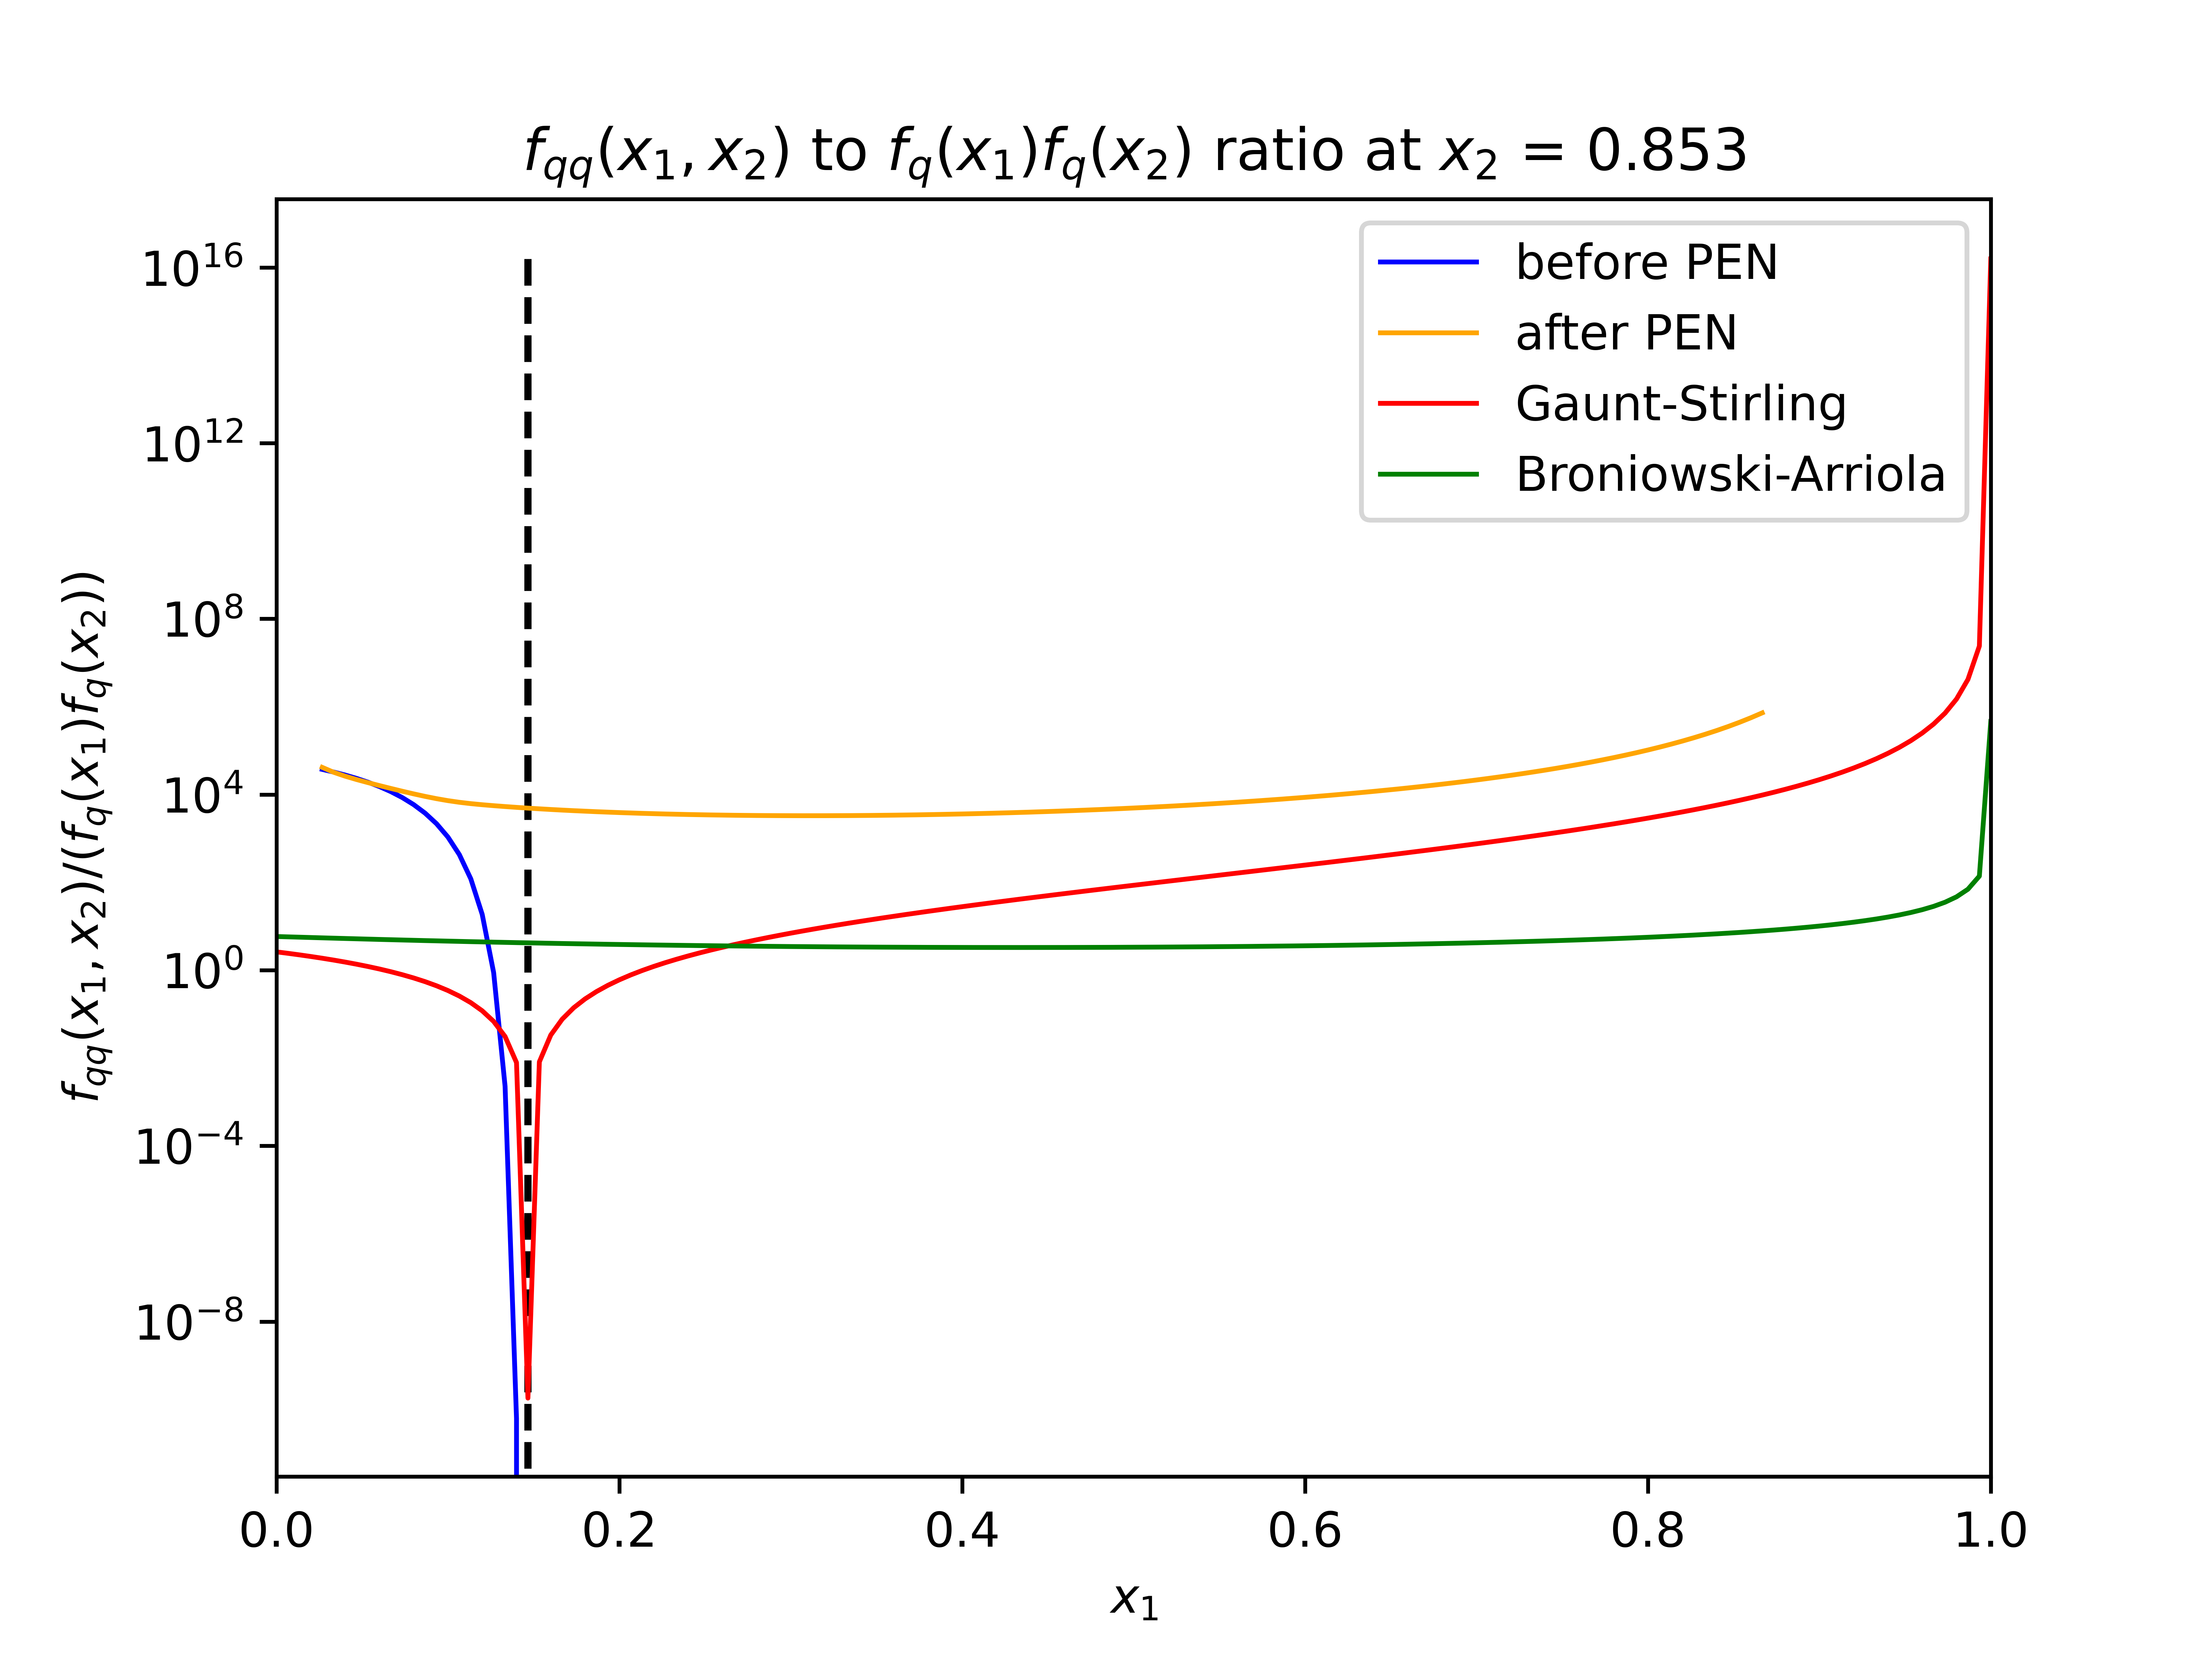 f_{qq}(x_1, x_2) to f_q(x_1)f_q(x_2) ratio at x_2 = 0.853
before PEN
after PEN
Gaunt-Stirling
Broniowski-Arriola
10^{16}
10^{12}
10^8
10^4
10^0
10^{-4}
10^{-8}
f_{qq}(x_1, x_2)/(f_q(x_1)f_q(x_2))
0.0 0.2 0.4 0.6 0.8 1.0
x_1